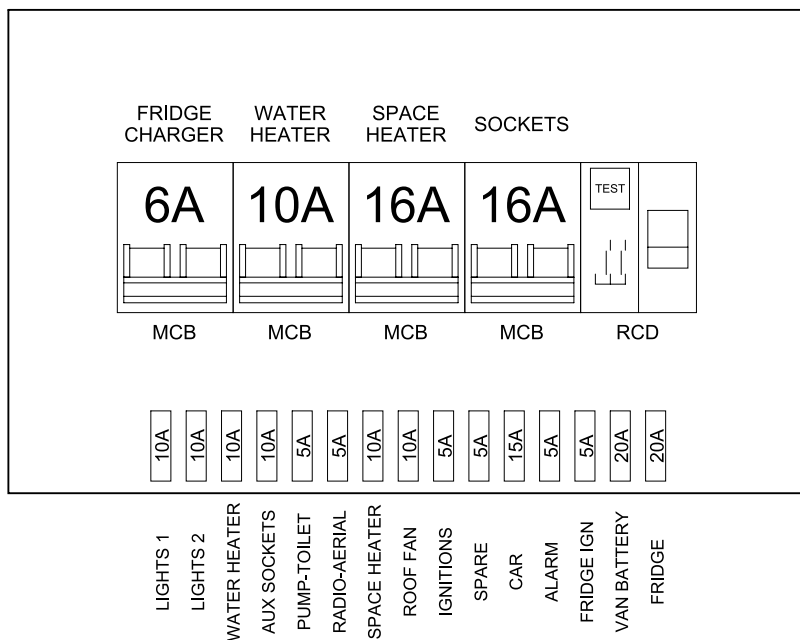 FRIDGE
CHARGER
WATER
HEATER
SPACE
HEATER
SOCKETS
6A
10A
16A
16A
TEST
MCB
MCB
MCB
MCB
RCD
10A
10A
10A
10A
5A
5A
10A
10A
5A
5A
15A
5A
5A
20A
20A
LIGHTS 1
LIGHTS 2
WATER HEATER
AUX SOCKETS
PUMP-TOILET
RADIO-AERIAL
SPACE HEATER
ROOF FAN
IGNITIONS
SPARE
CAR
ALARM
FRIDGE IGN
VAN BATTERY
FRIDGE